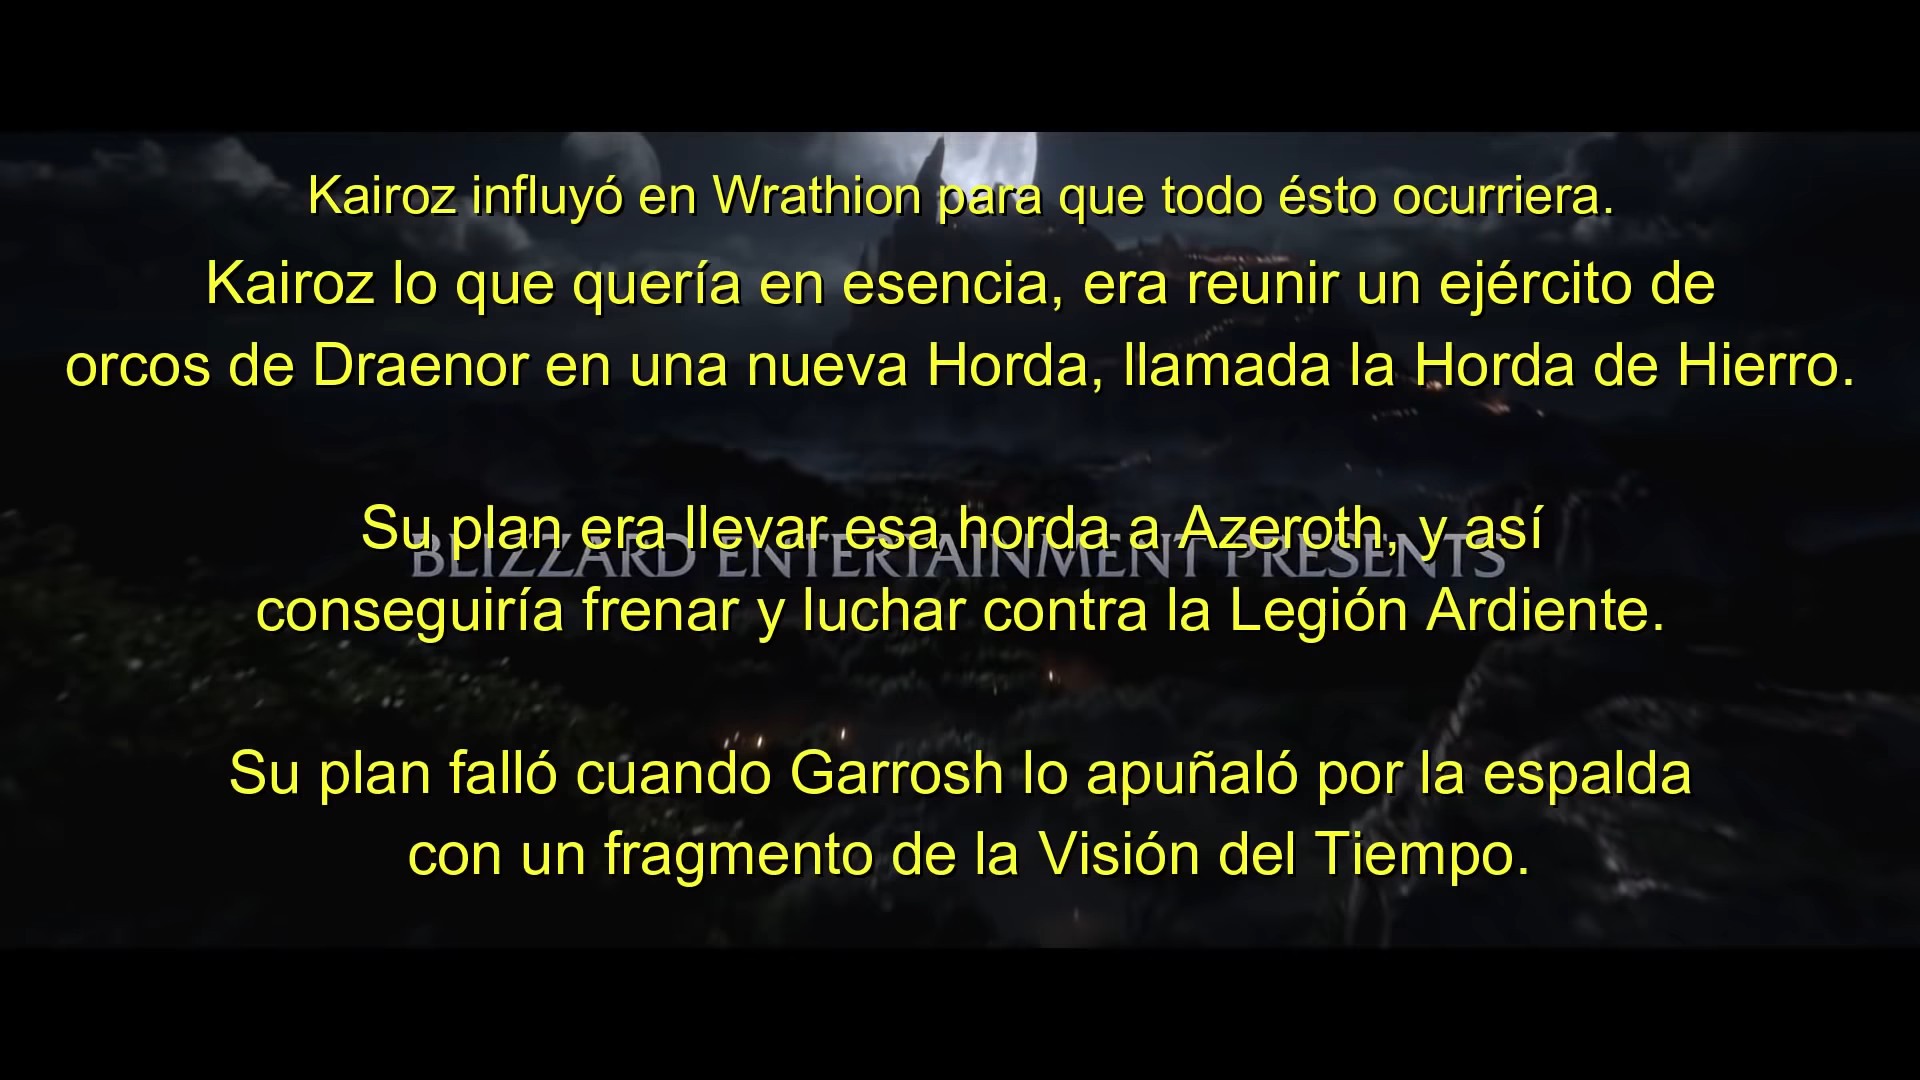 Kairoz influyó en Wrathion para que todo ésto ocurriera.
Kairoz lo que quería en esencia, era reunir un ejército de
orcos de Draenor en una nueva Horda, llamada la Horda de Hierro.
Su plan era llevar esa horda a Azeroth, y así
BLIZZARD ENTERTAINMENT PRESENTS
conseguiría frenar y luchar contra la Legión Ardiente.
Su plan falló cuando Garrosh lo apuñaló por la espalda
con un fragmento de la Visión del Tiempo.